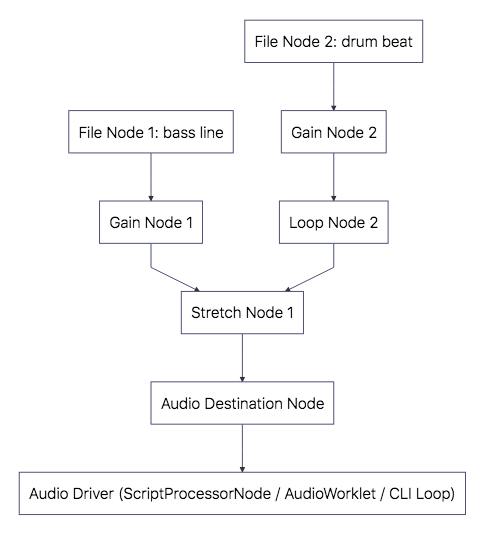 File Node 2: drum beat
File Node 1: bass line
Gain Node 2
Gain Node 1
Loop Node 2
Stretch Node 1
Audio Destination Node
Audio Driver (ScriptProcessorNode / AudioWorklet / CLI Loop)